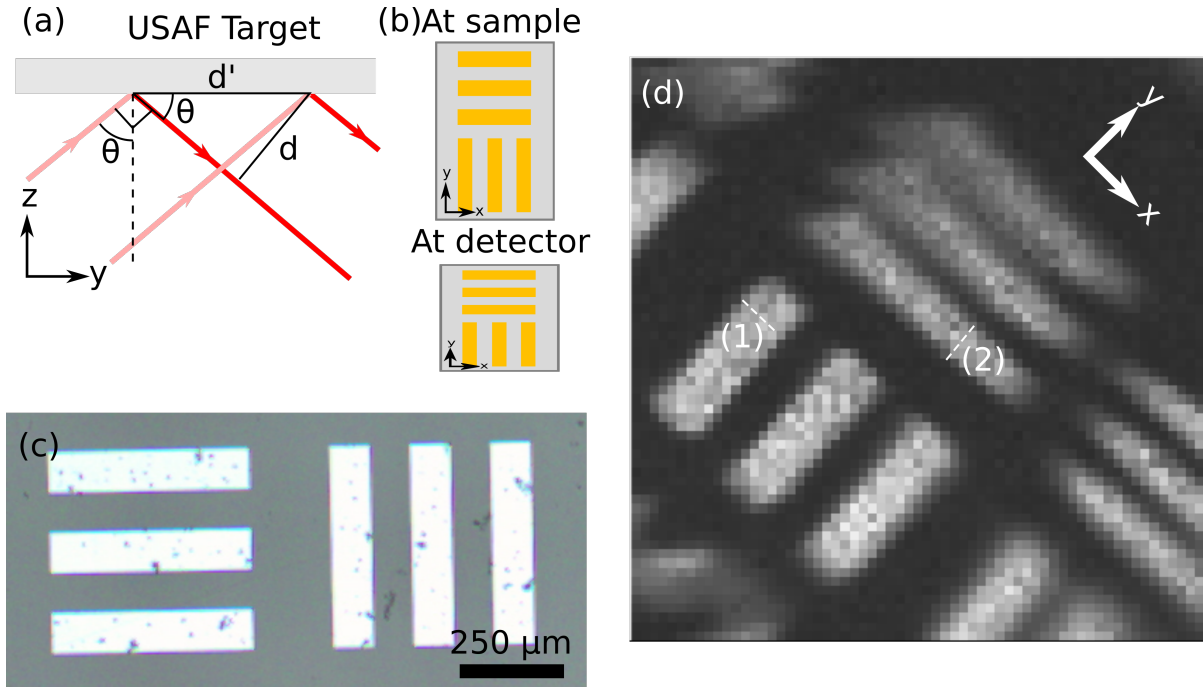 (a)
USAF Target
d'
θ
θ
d
z
y
(b)
At sample
y
x
At detector
y
x
(c)
250 µm
(d)
y
x
(1)
(2)